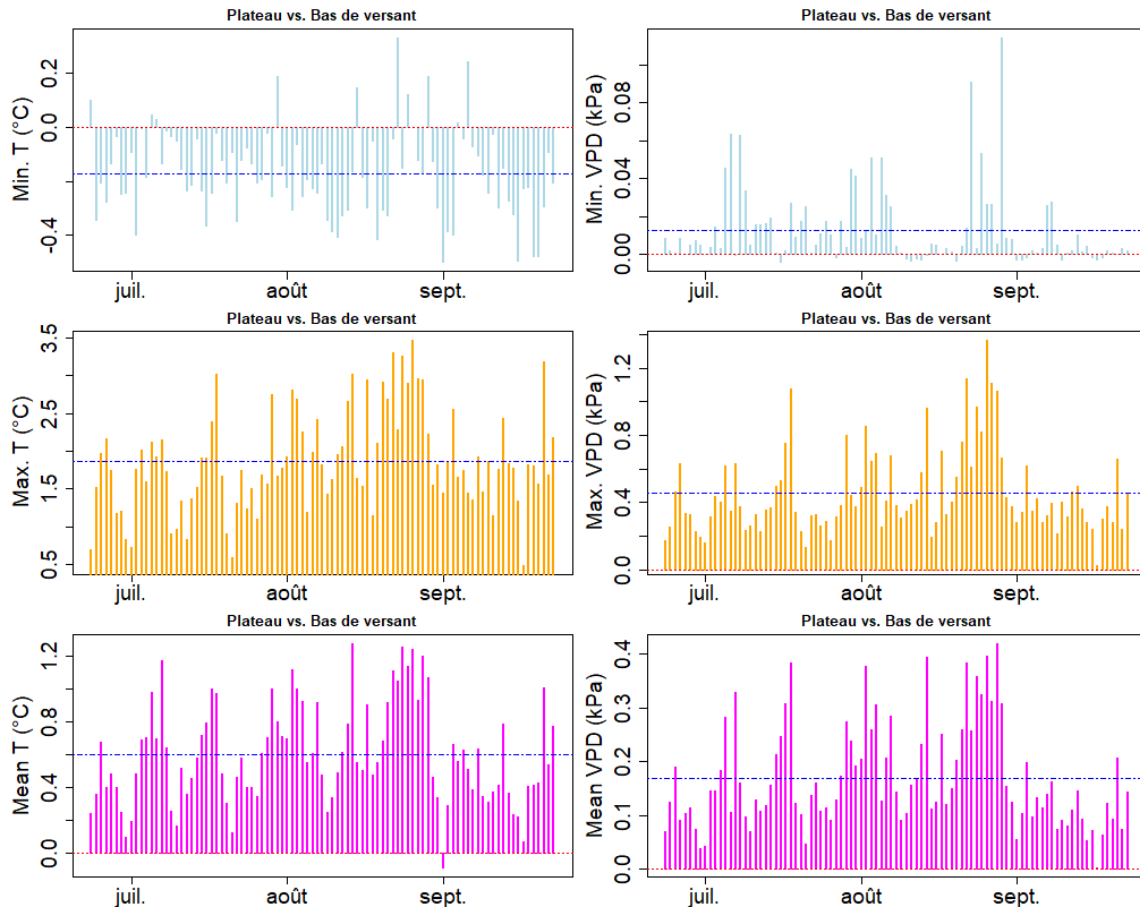 Plateau vs. Bas de versant
Min. T (°C)
0.2
0.0
-0.4
juil.
août
sept.
Plateau vs. Bas de versant
Min. VPD (kPa)
0.08
0.04
0.00
juil.
août
sept.
Plateau vs. Bas de versant
Max. T (°C)
3.5
2.5
1.5
0.5
juil.
août
sept.
Plateau vs. Bas de versant
Max. VPD (kPa)
1.2
0.8
0.4
0.0
juil.
août
sept.
Plateau vs. Bas de versant
Mean T (°C)
1.2
0.8
0.4
0.0
juil.
août
sept.
Plateau vs. Bas de versant
Mean VPD (kPa)
0.4
0.3
0.2
0.1
0.0
juil.
août
sept.